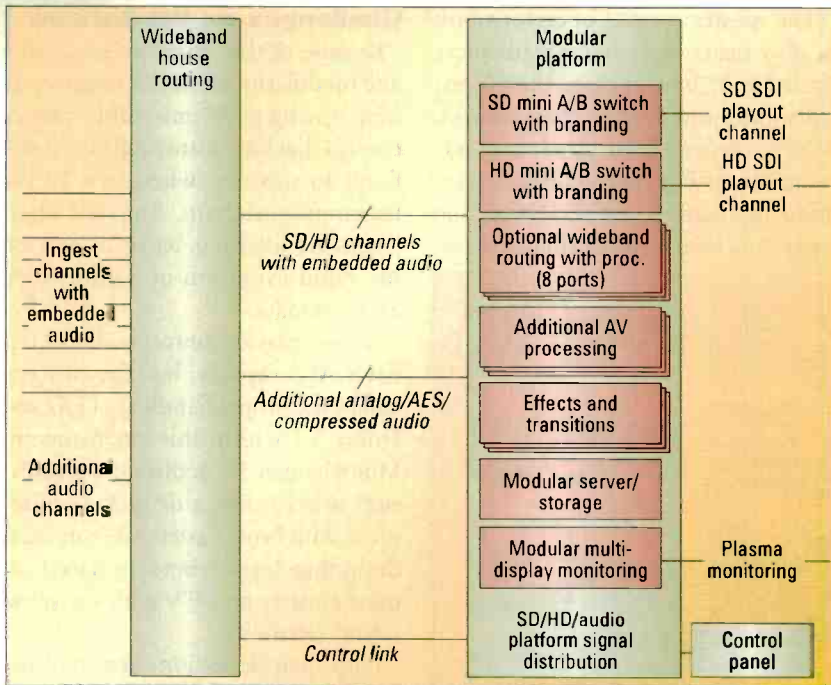 Wideband
house
routing
Modular
platform
SD mini A/B switch
with branding
SD SDI
playout
channel
HD mini A/B switch
with branding
HD SDI
playout
channel
SD/HD channels
with embedded audio
Ingest
channels
with
embedded
audio
Optional wideband
routing with proc.
(8 ports)
Additional AV
processing
Additional analog/AES/
compressed audio
Effects and
transitions
Additional
audio
channels
Modular server/
storage
Modular multi-
display monitoring
Plasma
monitoring
SD/HD/audio
platform signal
distribution
Control link
Control
panel